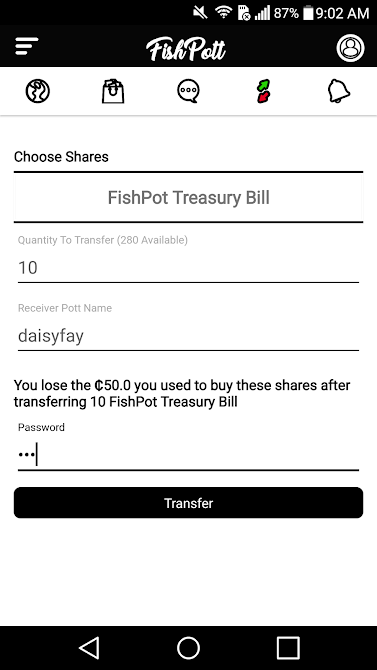 87% 9:02 AM
FishPott
Choose Shares
FishPot Treasury Bill
Quantity To Transfer (280 Available)
10
Receiver Pott Name
daisyfay
You lose the ₵50.0 you used to buy these shares after
transferring 10 FishPot Treasury Bill
Password
•••
Transfer